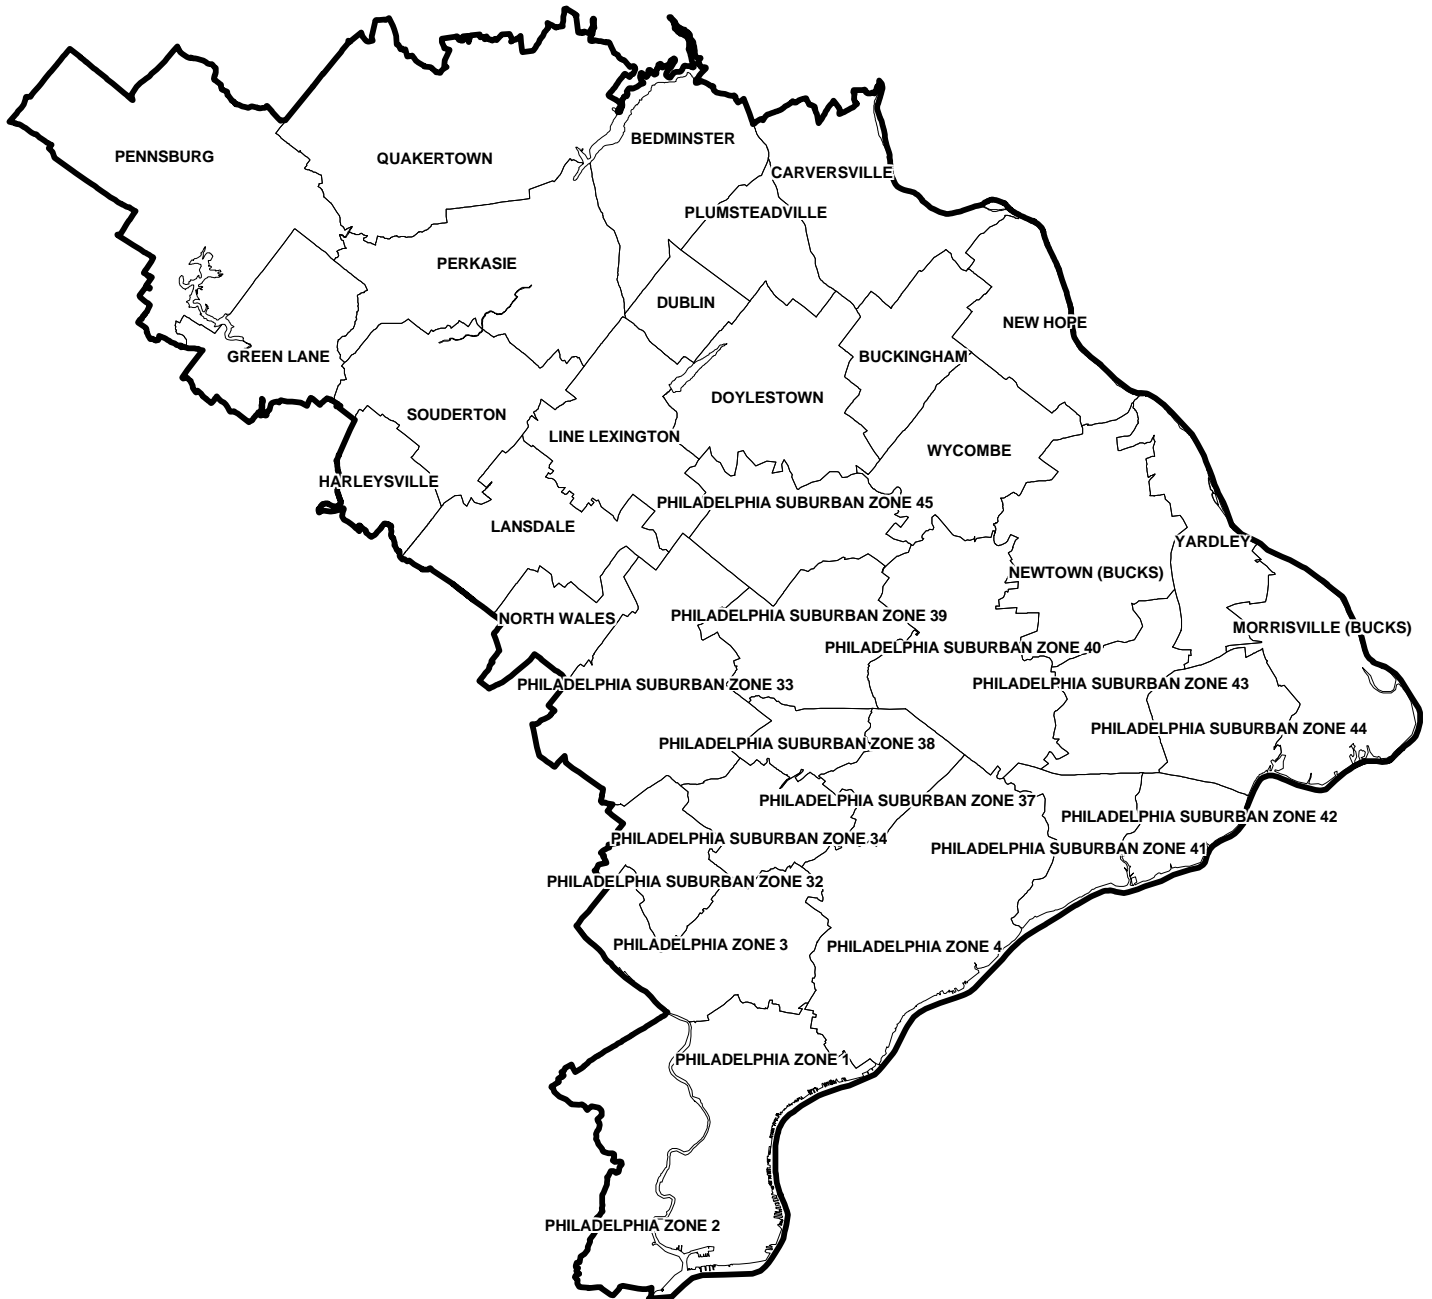 BEDMINSTER
PENNSBURG
QUAKERTOWN
CARVERSVILLE
PLUMSTEADVILLE
PERKASIE
DUBLIN
NEW HOPE
GREEN LANE
BUCKINGHAM
DOYLESTOWN
SOUDERTON
LINE LEXINGTON
WYCOMBE
HARLEYSVILLE
PHILADELPHIA SUBURBAN ZONE 45
LANSDALE
YARDLEY
NEWTOWN (BUCKS)
NORTH WALES
PHILADELPHIA SUBURBAN ZONE 39
MORRISVILLE (BUCKS)
PHILADELPHIA SUBURBAN ZONE 40
PHILADELPHIA SUBURBAN ZONE 33
PHILADELPHIA SUBURBAN ZONE 43
PHILADELPHIA SUBURBAN ZONE 44
PHILADELPHIA SUBURBAN ZONE 38
PHILADELPHIA SUBURBAN ZONE 37
PHILADELPHIA SUBURBAN ZONE 42
PHILADELPHIA SUBURBAN ZONE 34
PHILADELPHIA SUBURBAN ZONE 41
PHILADELPHIA SUBURBAN ZONE 32
PHILADELPHIA ZONE 3
PHILADELPHIA ZONE 4
PHILADELPHIA ZONE 1
PHILADELPHIA ZONE 2